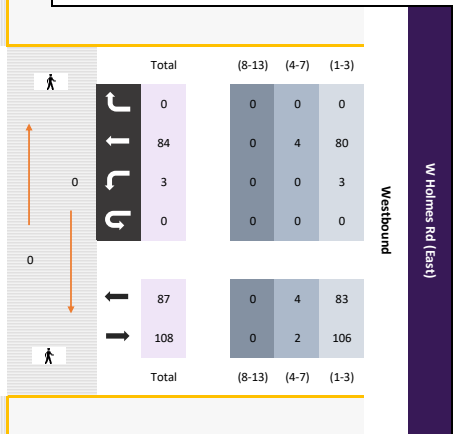 Total (8-13) (4-7) (1-3)
0 0 0 0
84 0 4 80
0
3 0 0 3
0 0 0 0
0
87 0 4 83
108 0 2 106
Total (8-13) (4-7) (1-3)
Westbound
W Holmes Rd (East)